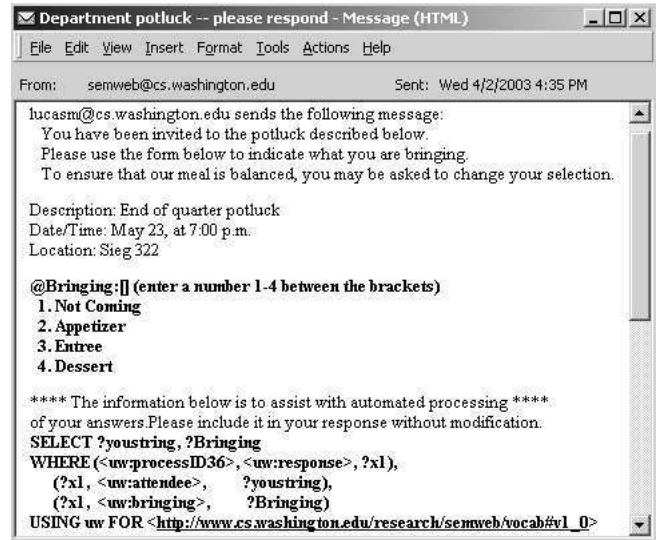 Department potluck -- please respond - Message (HTML)
File Edit View Insert Format Tools Actions Help
From: semweb@cs.washington.edu Sent: Wed 4/2/2003 4:35 PM
lucasm@cs.washington.edu sends the following message:
You have been invited to the potluck described below.
Please use the form below to indicate what you are bringing.
To ensure that our meal is balanced, you may be asked to change your selection.
Description: End of quarter potluck
Date/Time: May 23, at 7:00 p.m.
Location: Sieg 322
@Bringing:[] (enter a number 1-4 between the brackets)
1. Not Coming
2. Appetizer
3. Entree
4. Dessert
**** The information below is to assist with automated processing ****
of your answers.Please include it in your response without modification.
SELECT ?youstring, ?Bringing
WHERE (<uw:processID36>, <uw:response>, ?x1),
(?x1, <uw:attendee>, ?youstring),
(?x1, <uw:bringing>, ?Bringing)
USING uw FOR <http://www.cs.washington.edu/research/semweb/vocab#v1_0>